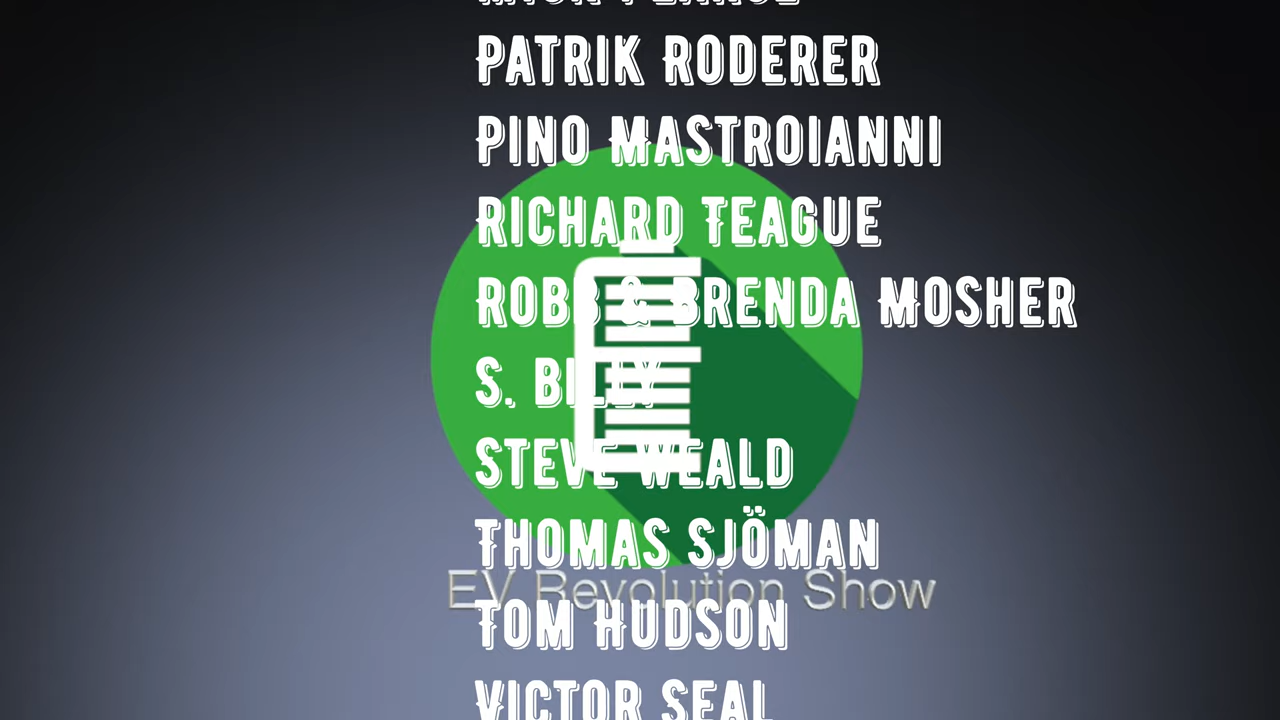 PATRIK RODERER
PINO MASTROIANNI
RICHARD TEAGUE
ROBB & BRENDA MOSHER
S. BILLY
STEVE WEALD
THOMAS SJÖMAN
EV Revolution Show
TOM HUDSON
VICTOR SEAL